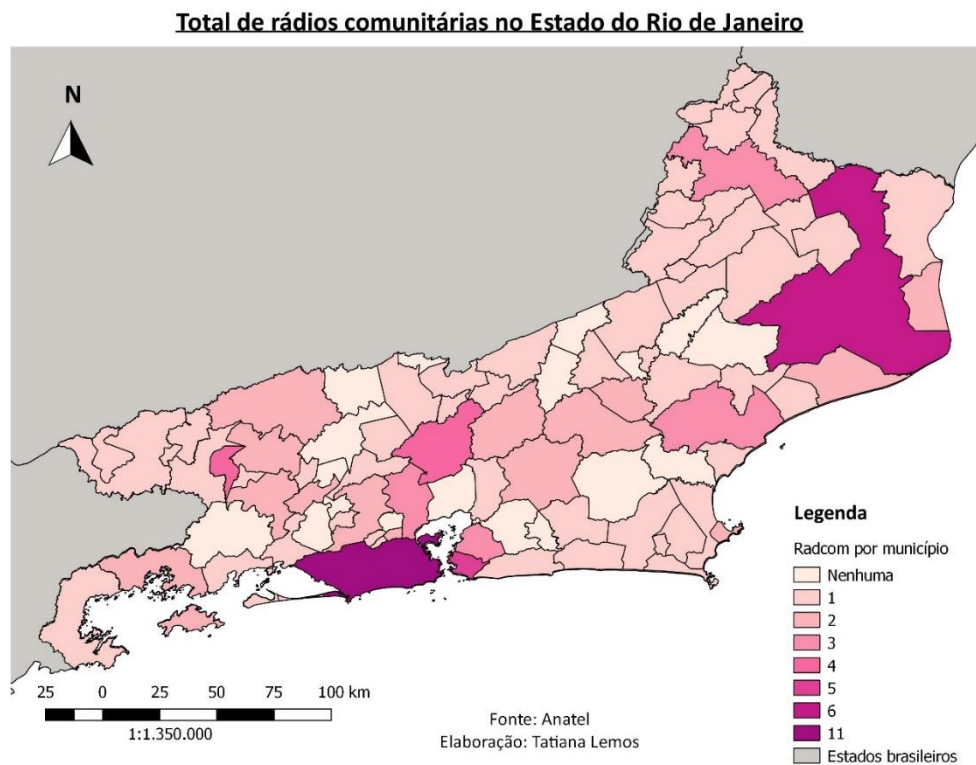 Total de rádios comunitárias no Estado do Rio de Janeiro
N
Legenda
Radcom por município
Nenhuma
1
2
3
4
5
6
11
Estados brasileiros
25 0 25 50 75 100 km
1:1.350.000
Fonte: Anatel
Elaboração: Tatiana Lemos